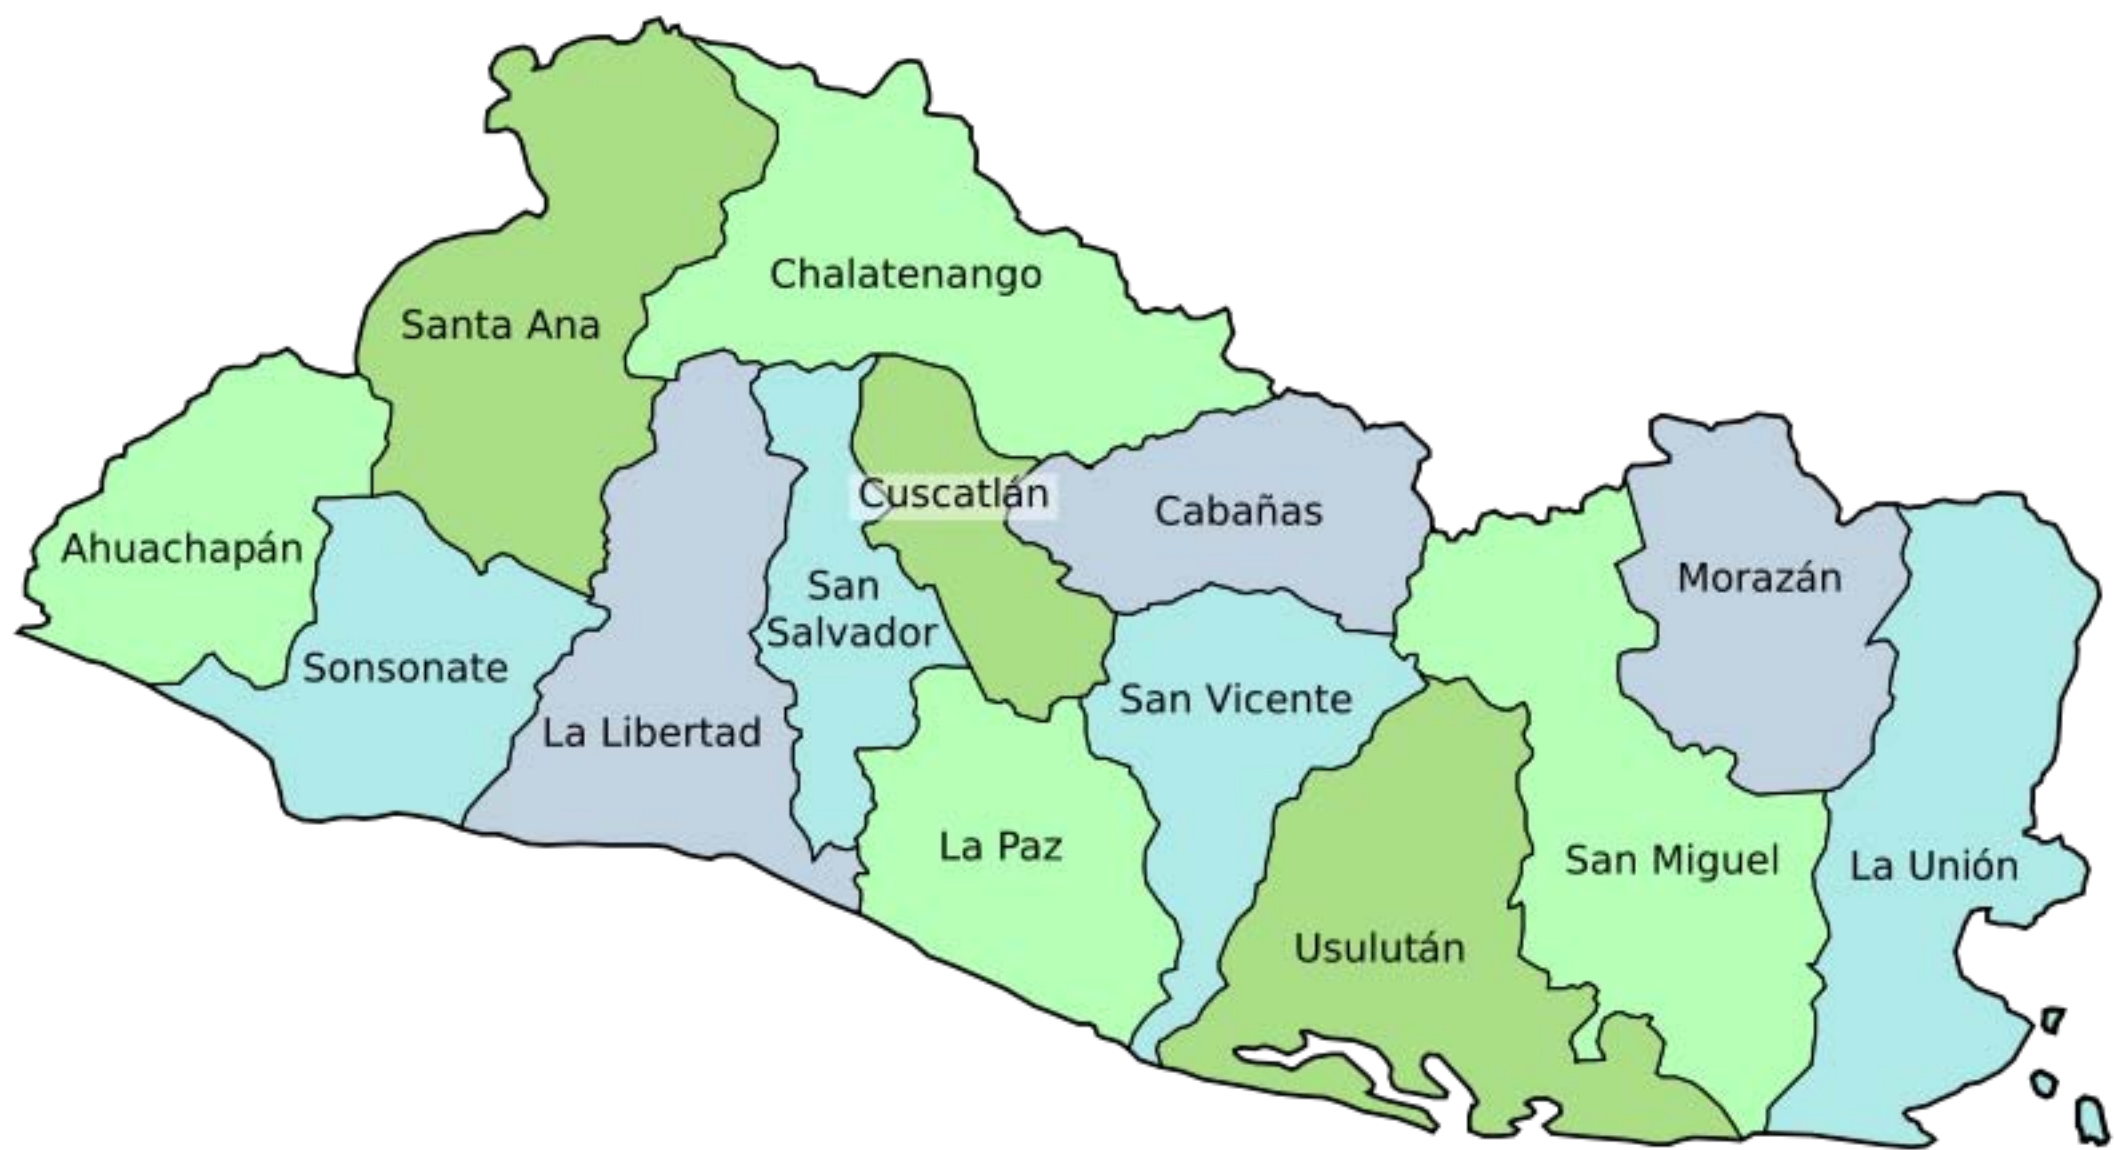 Chalatenango
Santa Ana
Cuscatlán
Cabañas
Ahuachapán
Morazán
San
Salvador
Sonsonate
San Vicente
La Libertad
La Paz
San Miguel
La Unión
Usulután